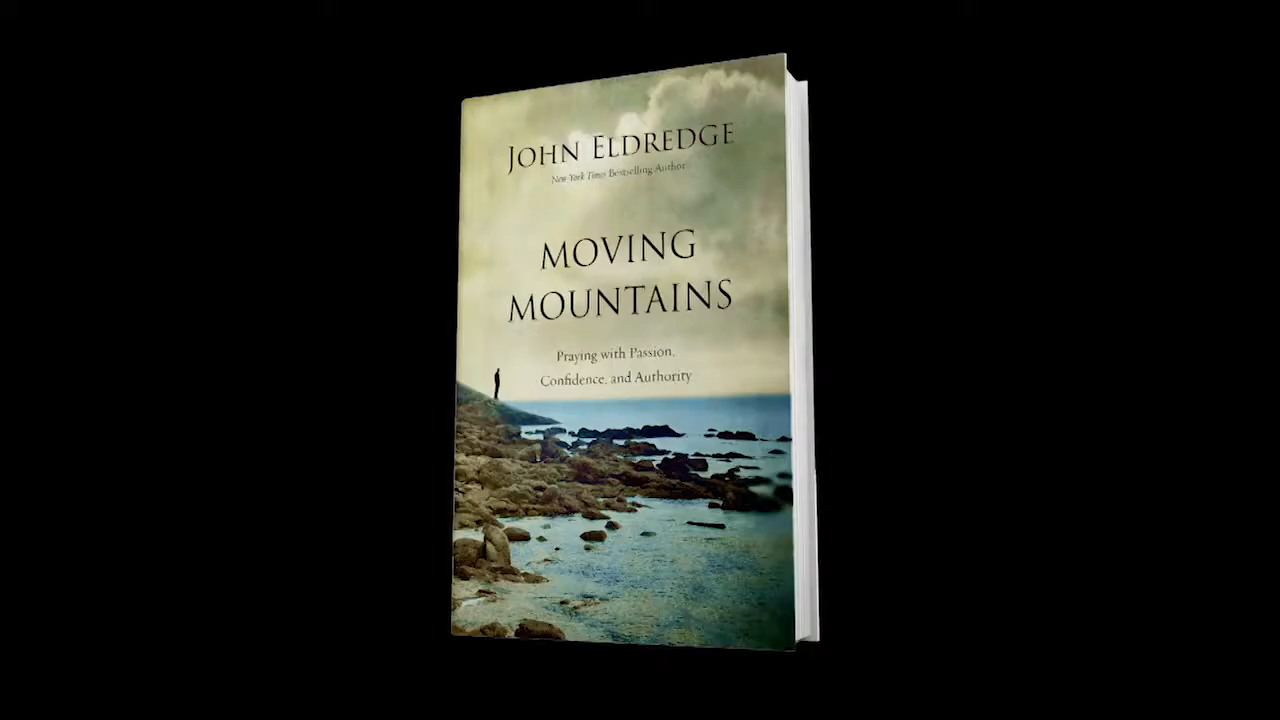 JOHN ELDREDGE
New York Times Bestselling Author
MOVING
MOUNTAINS
Praying with Passion,
Confidence, and Authority